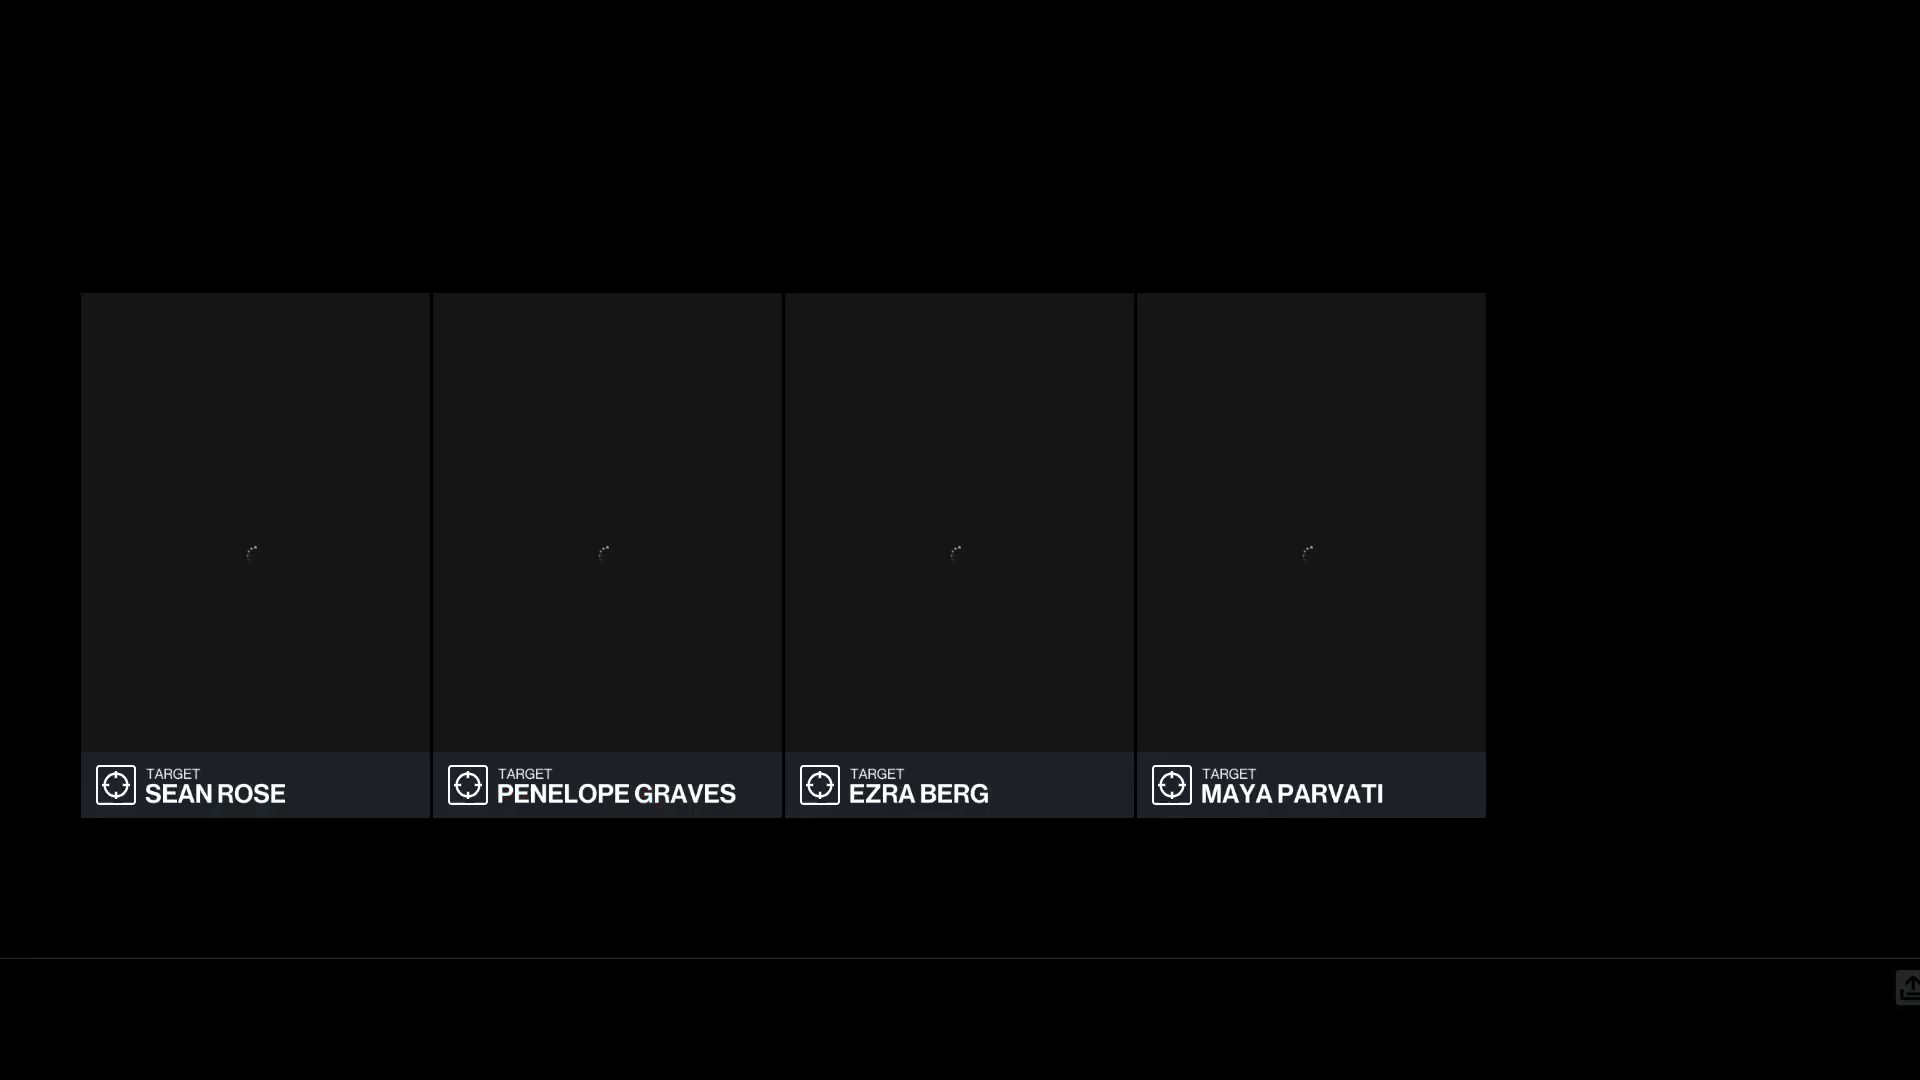 TARGET
SEAN ROSE
TARGET
PENELOPE GRAVES
TARGET
EZRA BERG
TARGET
MAYA PARVATI